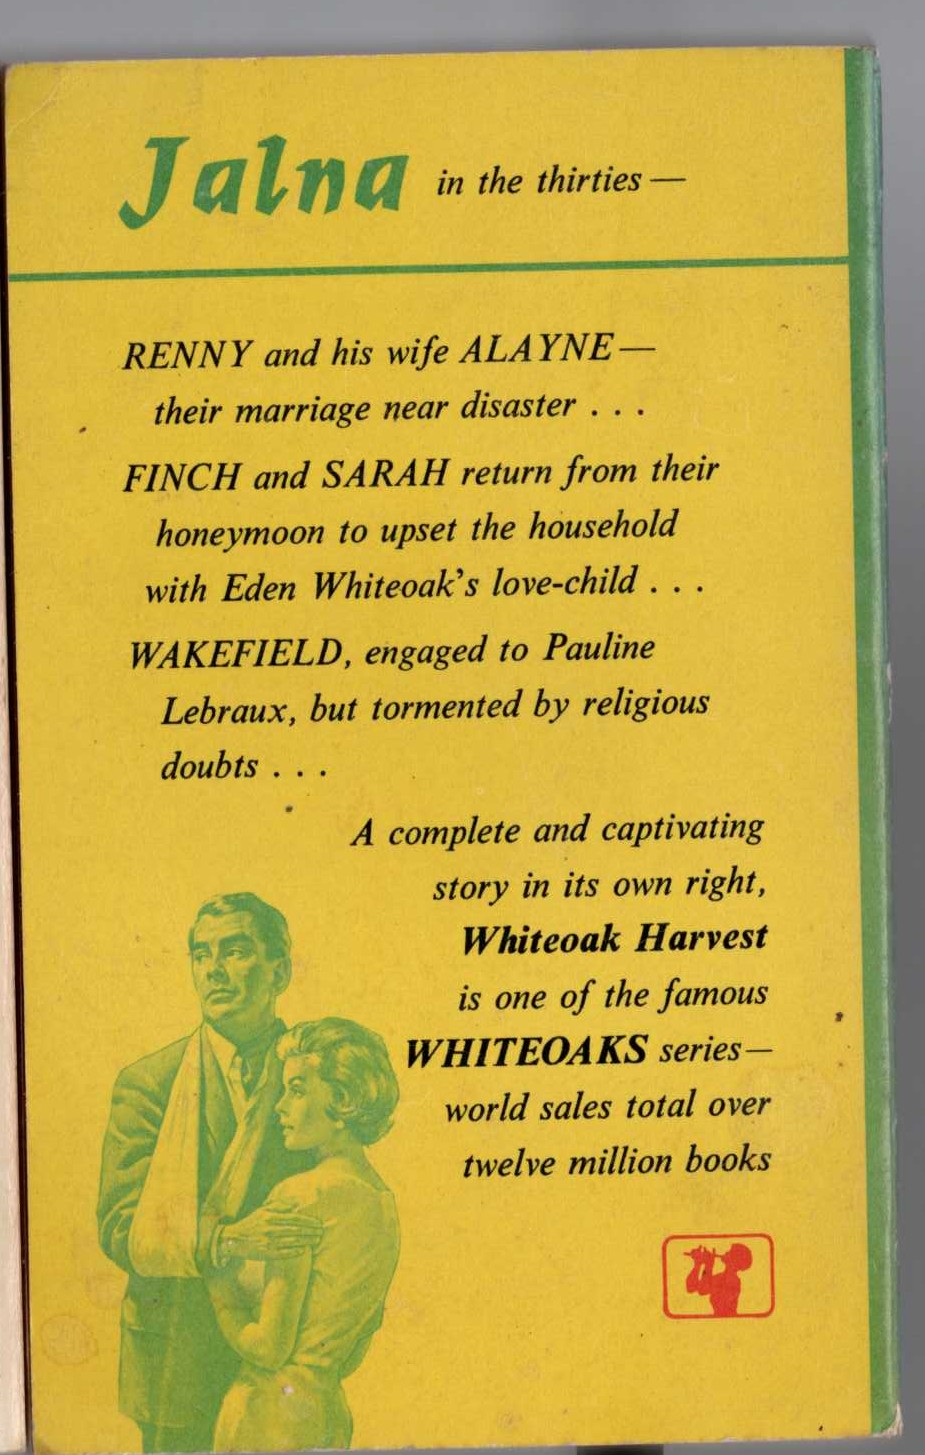 Jalna in the thirties—
RENNY and his wife ALAYNE—
their marriage near disaster . . .
FINCH and SARAH return from their
honeymoon to upset the household
with Eden Whiteoak's love-child . . .
WAKEFIELD, engaged to Pauline
Lebraux, but tormented by religious
doubts . . .
A complete and captivating
story in its own right,
Whiteoak Harvest
is one of the famous
WHITEOAKS series—
world sales total over
twelve million books